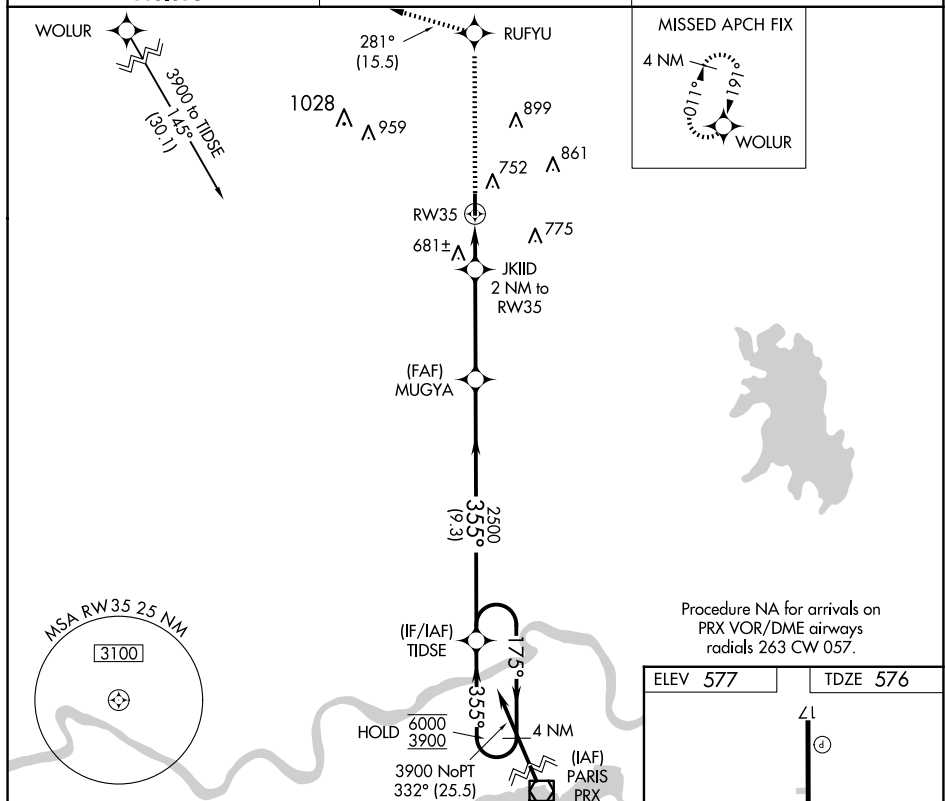 WOLUR
3900 to TIDSE
145°
(30.1)
281°
(15.5)
RUFYU
MISSED APCH FIX
4 NM
011°
191°
WOLUR
1028
959
899
752
861
RW35
775
681±
JKIID
2 NM to
RW35
(FAF)
MUGYA
2500
355°
(9.3)
MSA RW35 25 NM
3100
(IF/IAF)
TIDSE
175°
355°
HOLD
6000
3900
4 NM
3900 NoPT
332° (25.5)
(IAF)
PARIS
PRX
Procedure NA for arrivals on
PRX VOR/DME airways
radials 263 CW 057.
ELEV 577
TDZE 576
17
P